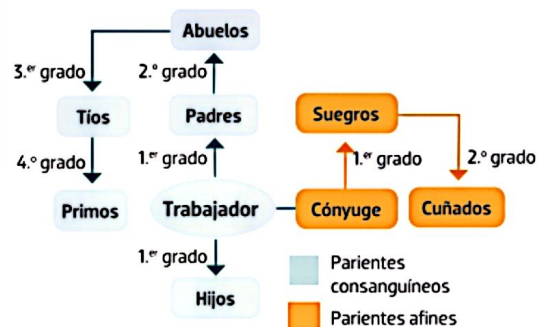 Abuelos
3.er grado
2.º grado
Tíos
Padres
Suegros
4.º grado
1.er grado
1.er grado
2.º grado
Primos
Trabajador
Cónyuge
Cuñados
1.er grado
Hijos
Parientes
consanguíneos
Parientes afines